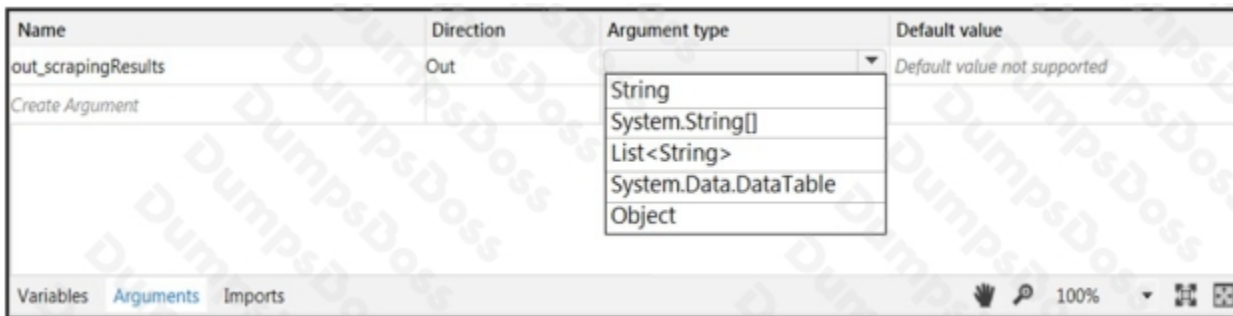 Name Direction Argument type Default value
out_scrapingResults Out Default value not supported
Create Argument
String
System.String[]
List<String>
System.Data.DataTable
Object
Variables Arguments Imports 100%
DumpsDoss